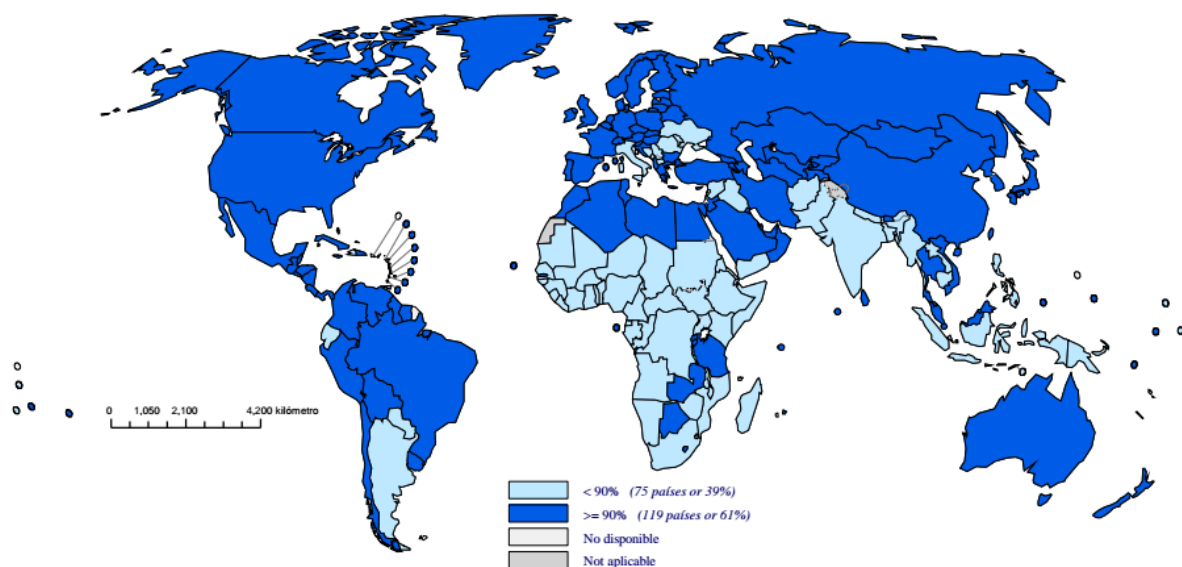 0 1,050 2,100 4,200 kilómetro
< 90% (75 países or 39%)
>= 90% (119 países or 61%)
No disponible
Not aplicable